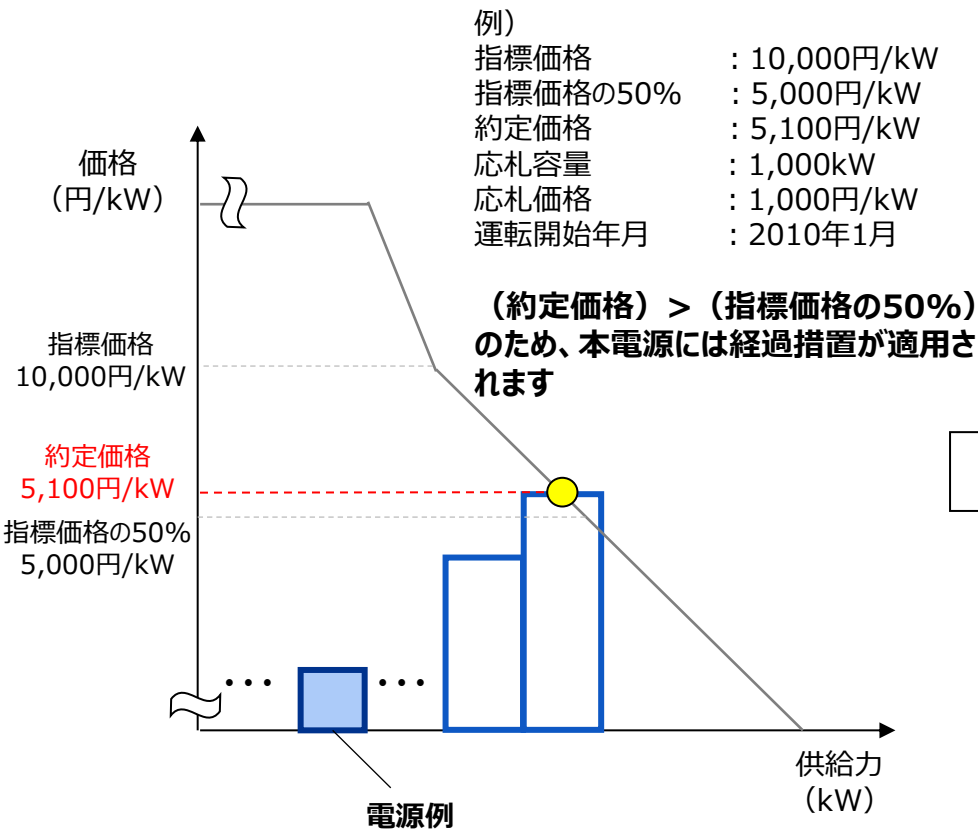 例）
指標価格 ：10,000円/kW
指標価格の50% ：5,000円/kW
約定価格 ：5,100円/kW
応札容量 ：1,000kW
応札価格 ：1,000円/kW
運転開始年月 ：2010年1月
（約定価格）＞（指標価格の50%）
のため、本電源には経過措置が適用さ
れます
価格
（円/kW）
指標価格
10,000円/kW
約定価格
5,100円/kW
指標価格の50%
5,000円/kW
･･･
･･･
供給力
（kW）
電源例